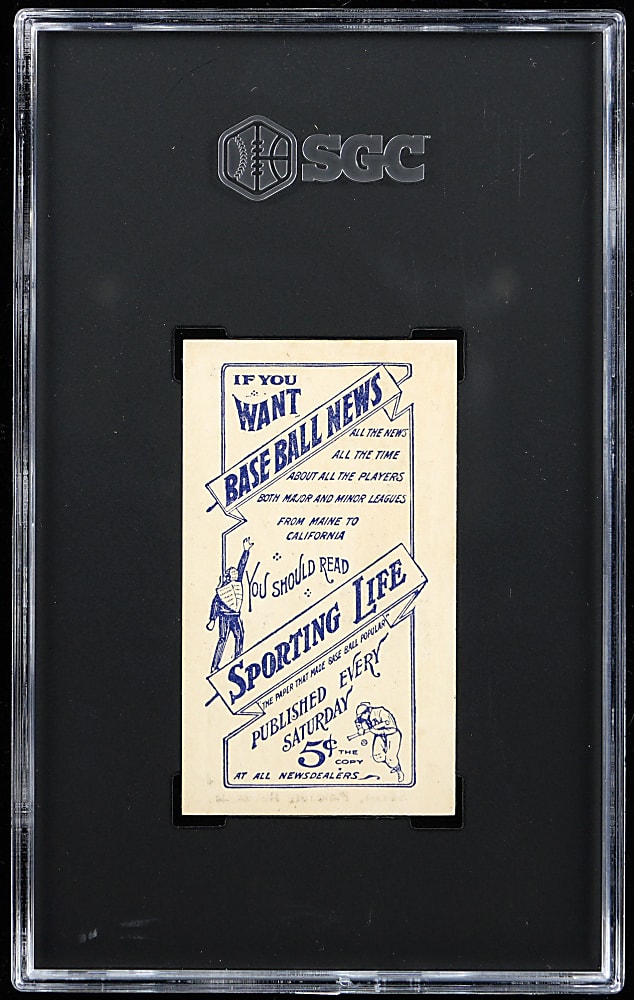 SGC
IF YOU
WANT
BASE BALL NEWS
ALL THE NEWS
ALL THE TIME
ABOUT ALL THE PLAYERS
BOTH MAJOR AND MINOR LEAGUES
FROM MAINE TO
CALIFORNIA
YOU SHOULD READ
SPORTING LIFE
"THE PAPER THAT MADE BASE BALL POPULAR"
PUBLISHED EVERY
SATURDAY
5¢ THE
COPY
AT ALL NEWSDEALERS